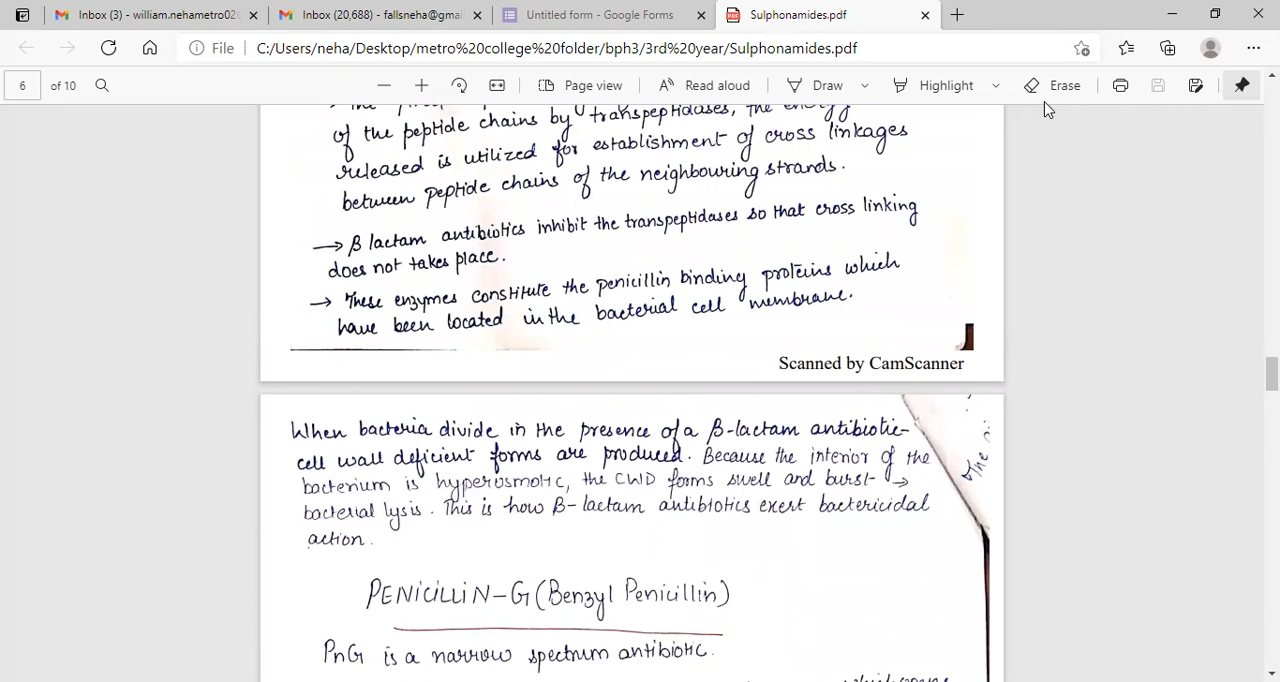 Inbox (3) - william.nehametro02
Inbox (20,688) - fallsneha@gma
Untitled form - Google Forms
Sulphonamides.pdf
File
C:/Users/neha/Desktop/metro%20college%20folder/bph3/3rd%20year/Sulphonamides.pdf
6 of 10
Page view
Read aloud
Draw
Highlight
Erase
of the peptide chains by transpeptidases, the energy
released is utilized for establishment of cross linkages
between peptide chains of the neighbouring strands.
→ β lactam antibiotics inhibit the transpeptidases so that cross linking
does not takes place.
→ These enzymes constitute the penicillin binding proteins which
have been located in the bacterial cell membrane.
Scanned by CamScanner
When bacteria divide in the presence of a β-lactam antibiotic-
cell wall deficient forms are produced. Because the interior of the
bacterium is hyperosmotic, the CWD forms swell and burst- →
bacterial lysis. This is how β-lactam antibiotics exert bactericidal
action.
The
PENICILLIN-G (Benzyl Penicillin)
PnG is a narrow spectrum antibiotic.